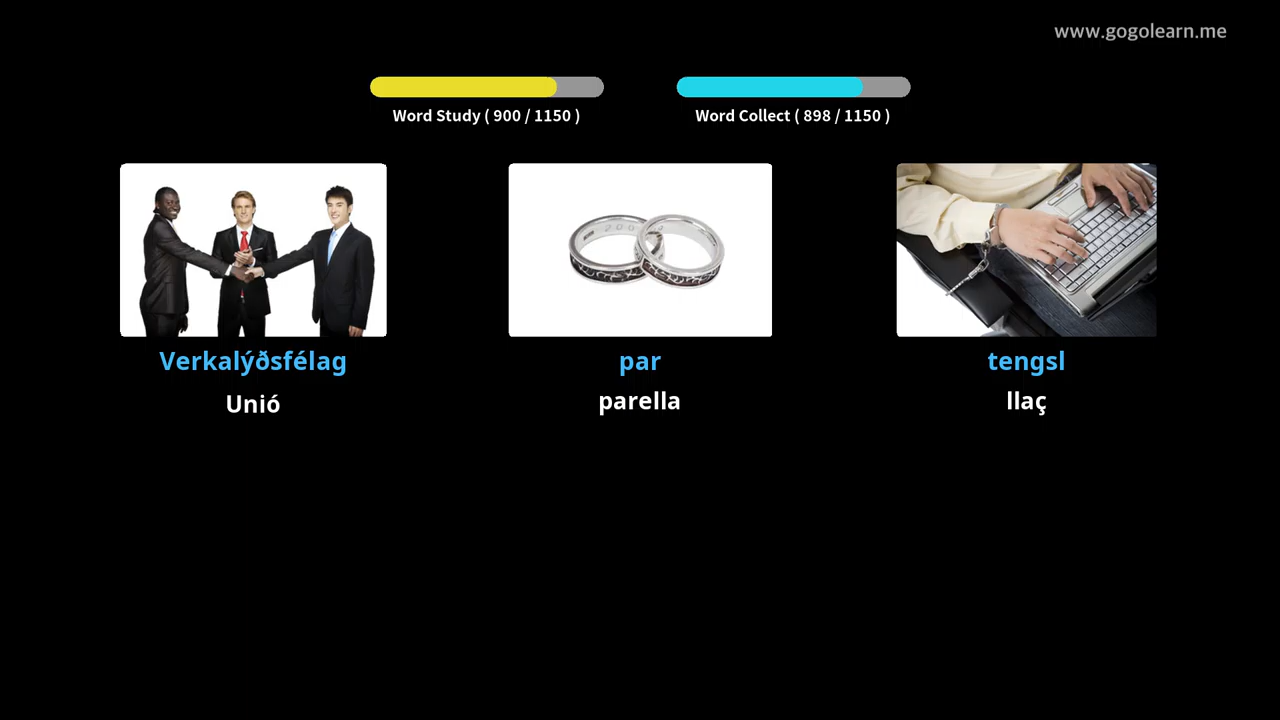 www.gogolearn.me
Word Study ( 900 / 1150 )
Word Collect ( 898 / 1150 )
Verkalýðsfélag
Unió
par
parella
tengsl
llaç